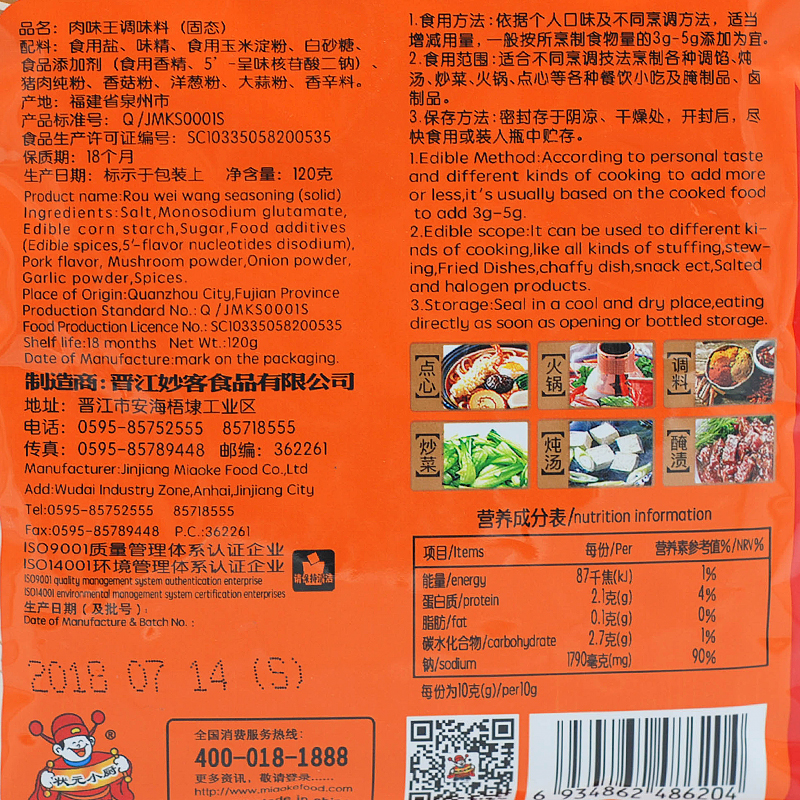 品名：肉味王调味料（固态）
配料：食用盐、味精、食用玉米淀粉、白砂糖、
食品添加剂（食用香精、5'-呈味核苷酸二钠）、
猪肉纯粉、香菇粉、洋葱粉、大蒜粉、香辛料。
产地：福建省泉州市
产品标准号：Q/JMKS0001S
食品生产许可证编号：SC10335058200535
保质期：18个月
生产日期：标示于包装上 净含量：120克
Product name:Rou wei wang seasoning (solid)
Ingredients:Salt,Monosodium glutamate,
Edible corn starch,Sugar,Food additives
(Edible spices,5'-flavor nucleotides disodium),
Pork flavor, Mushroom powder,Onion powder,
Garlic powder,Spices.
Place of Origin:Quanzhou City,Fujian Province
Production Standard No.: Q/JMKS0001S
Food Production Licence No.: SC10335058200535
Shelf life:18 months Net Wt.:120g
Date of Manufacture:mark on the packaging.
制造商：晋江妙客食品有限公司
地址：晋江市安海梧埭工业区
电话：0595-85752555 85718555
传真：0595-85789448 邮编：362261
Manufacturer:Jinjiang Miaoke Food Co.,Ltd
Add:Wudai Industry Zone,Anhai,Jinjiang City
Tel:0595-85752555 85718555
Fax:0595-85789448 P.C.:362261
ISO9001质量管理体系认证企业
ISO14001环境管理体系认证企业
ISO9001 quality management system authentication enterprise
ISO14001 environmental management system certification enterprises
请保持清洁
生产日期（及批号）：
Date of Manufacture & Batch No.:
2018 07 14 (S)
®
状元小厨
全国消费服务热线：
400-018-1888
更多资讯，敬请登录......
http://www.miaokefood.com
1.食用方法：依据个人口味及不同烹调方法，适当
增减用量，一般按所烹制食物量的3g-5g添加为宜。
2.食用范围：适合不同烹调技法烹制各种调馅、炖
汤、炒菜、火锅、点心等各种餐饮小吃及腌制品、卤
制品。
3.保存方法：密封存于阴凉、干燥处，开封后，尽
快食用或装入瓶中贮存。
1.Edible Method:According to personal taste
and different kinds of cooking to add more
or less,it's usually based on the cooked food
to add 3g-5g.
2.Edible scope:It can be used to different ki-
nds of cooking,like all kinds of stuffing,stew-
ing,Fried Dishes,chaffy dish,snack ect,Salted
and halogen products.
3.Storage:Seal in a cool and dry place,eating
directly as soon as opening or bottled storage.
【点心】
【火锅】
【调料】
【炒菜】
【炖汤】
【腌渍】
营养成分表/nutrition information
项目/Items 每份/Per 营养素参考值%/NRV%
能量/energy 87千焦(kJ) 1%
蛋白质/protein 2.1克(g) 4%
脂肪/fat 0.1克(g) 0%
碳水化合物/carbohydrate 2.7克(g) 1%
钠/sodium 1790毫克(mg) 90%
每份为10克(g)/per10g
6 934862 486204